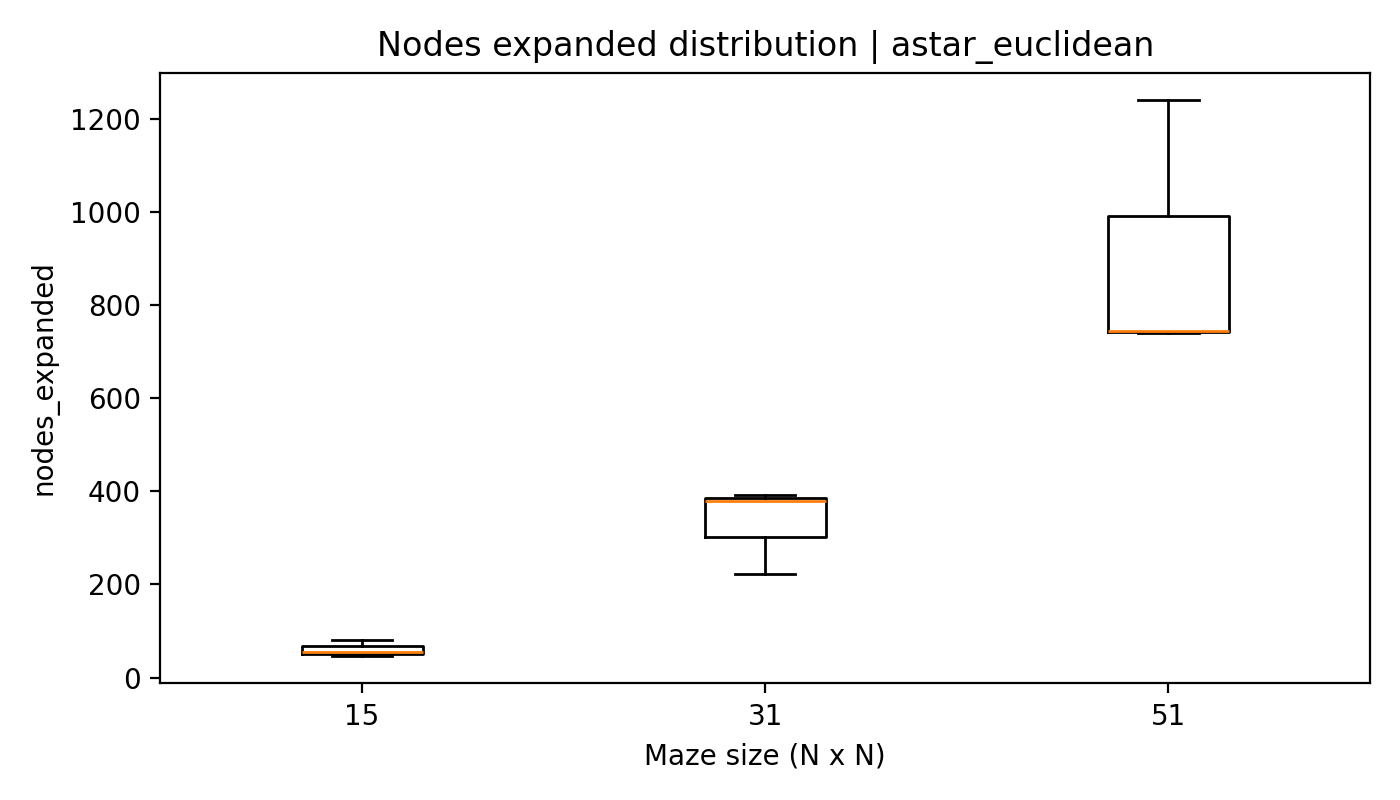 Nodes expanded distribution | astar_euclidean
nodes_expanded
1200
1000
800
600
400
200
0
15 31 51
Maze size (N x N)